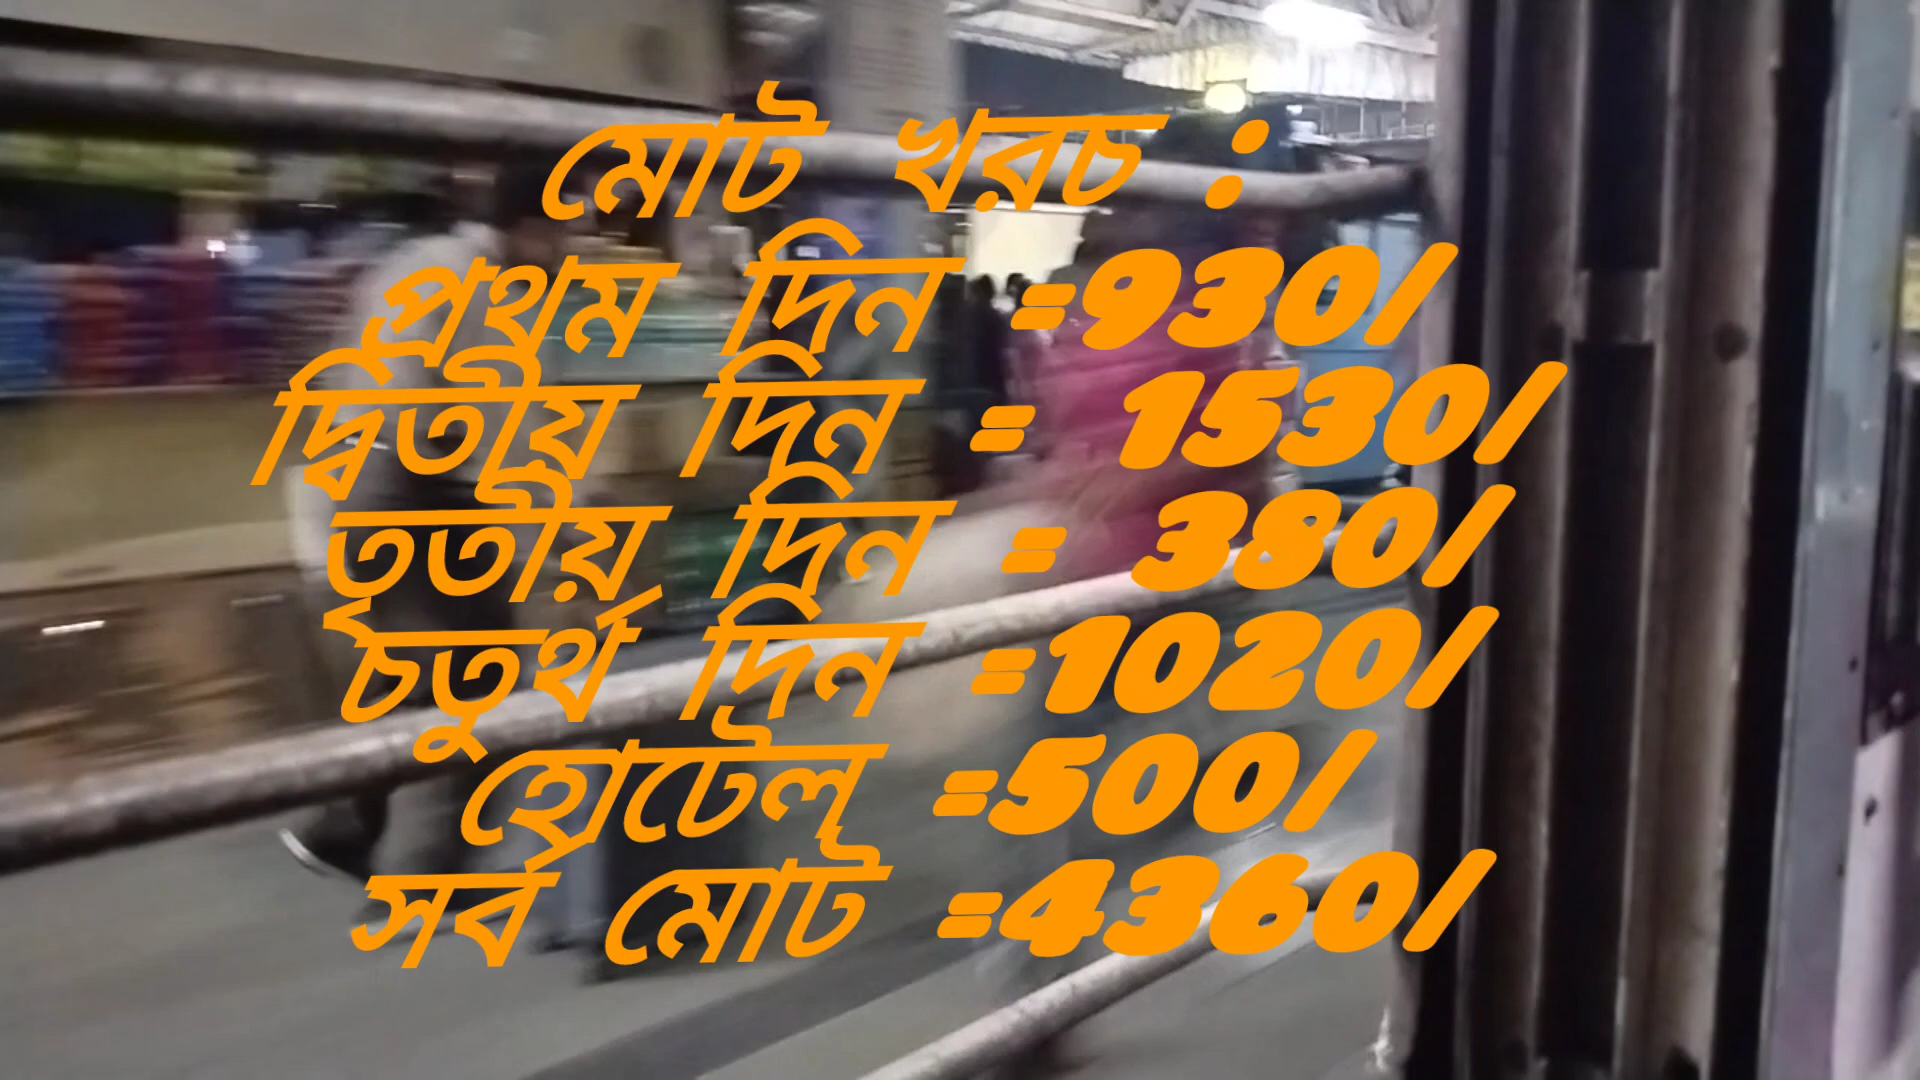 মোট খরচ :
প্রথম দিন =930/
দ্বিতীয় দিন = 1530/
তৃতীয় দিন = 380/
চতুর্থ দিন =1020/
হোটেল =500/
সর্ব মোট =4360/